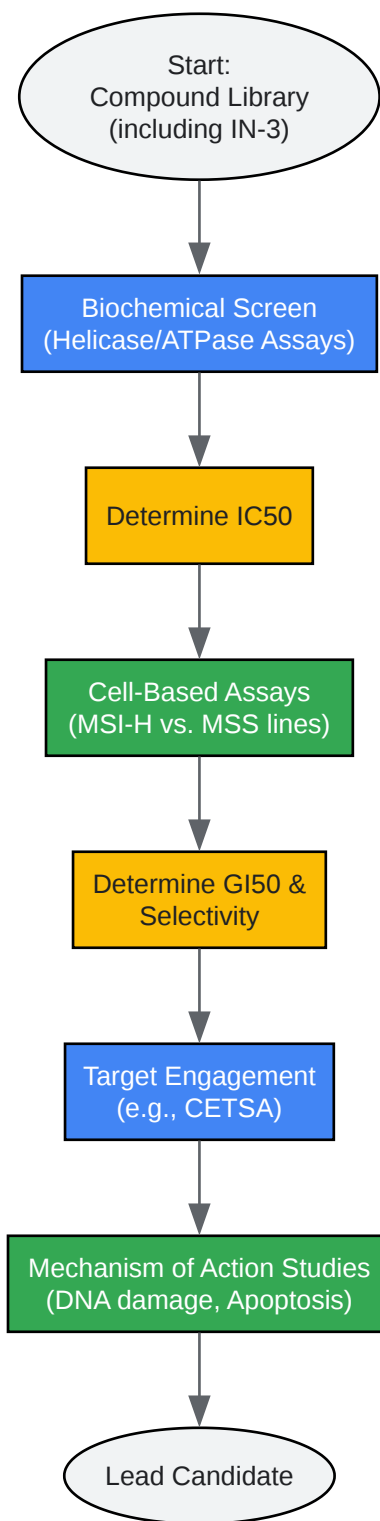 Start:
Compound Library
(including IN-3)
Biochemical Screen
(Helicase/ATPase Assays)
Determine IC50
Cell-Based Assays
(MSI-H vs. MSS lines)
Determine GI50 &
Selectivity
Target Engagement
(e.g., CETSA)
Mechanism of Action Studies
(DNA damage, Apoptosis)
Lead Candidate